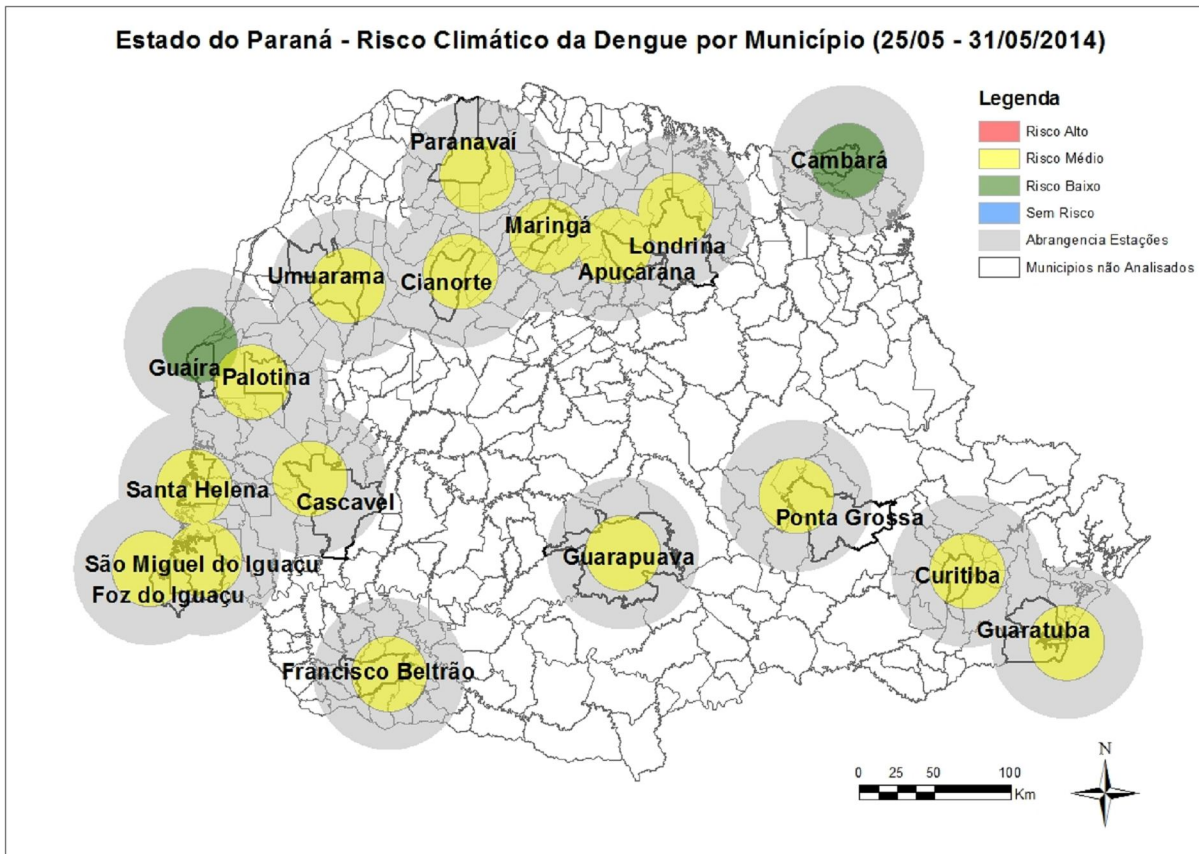 Estado do Paraná - Risco Climático da Dengue por Município (25/05 - 31/05/2014)
Legenda
Risco Alto
Risco Médio
Risco Baixo
Sem Risco
Abrangencia Estações
Municipios não Analisados
Paranavaí
Cambará
Maringá
Londrina
Apucarana
Umuarama
Cianorte
Guaíra
Palotina
Santa Helena
Cascavel
São Miguel do Iguaçu
Foz do Iguaçu
Guarapuava
Ponta Grossa
Curitiba
Guaratuba
Francisco Beltrão
0 25 50 100
Km
N